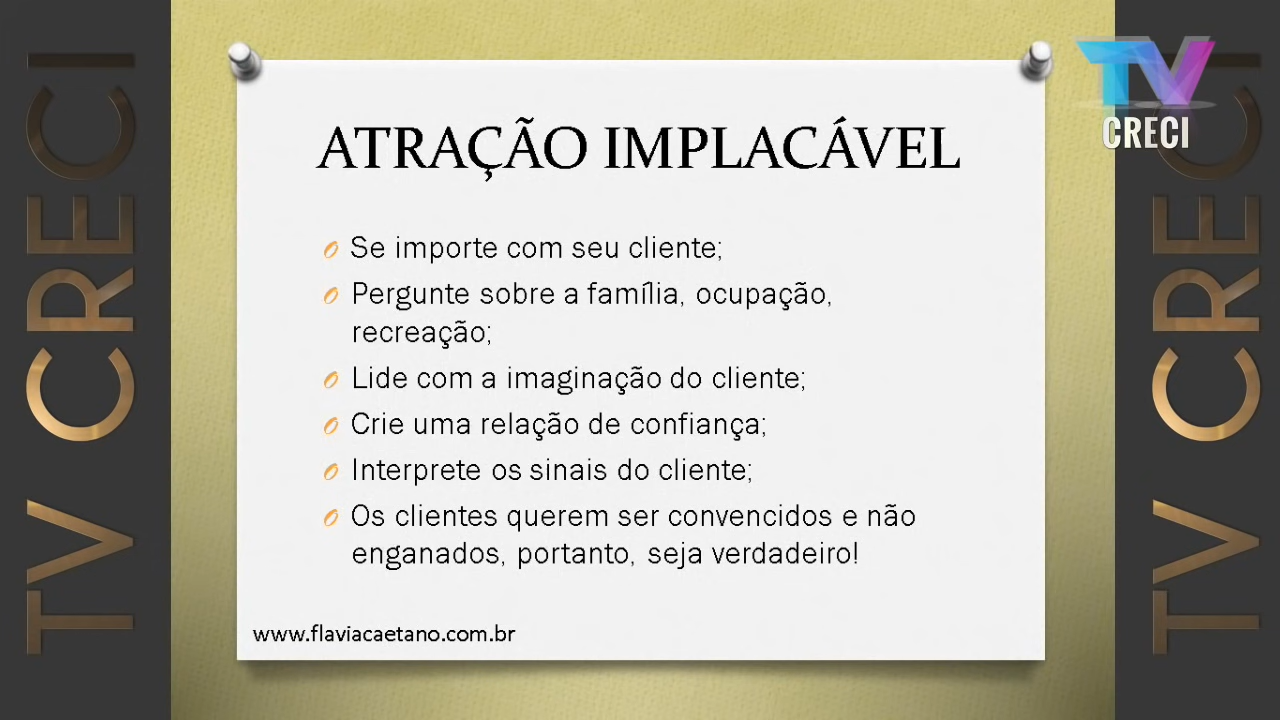 TV CRECI
TV
CRECI
ATRAÇÃO IMPLACÁVEL
Se importe com seu cliente;
Pergunte sobre a família, ocupação,
recreação;
Lide com a imaginação do cliente;
Crie uma relação de confiança;
Interprete os sinais do cliente;
Os clientes querem ser convencidos e não
enganados, portanto, seja verdadeiro!
www.flaviacaetano.com.br
TV CRECI